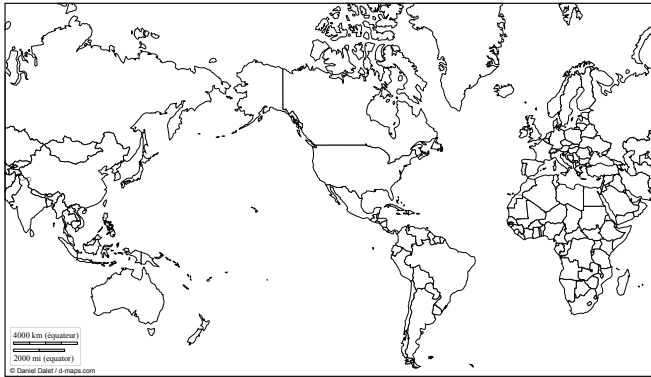 4000 km (équateur)
2000 mi (equator)
© Daniel Dalet / d-maps.com